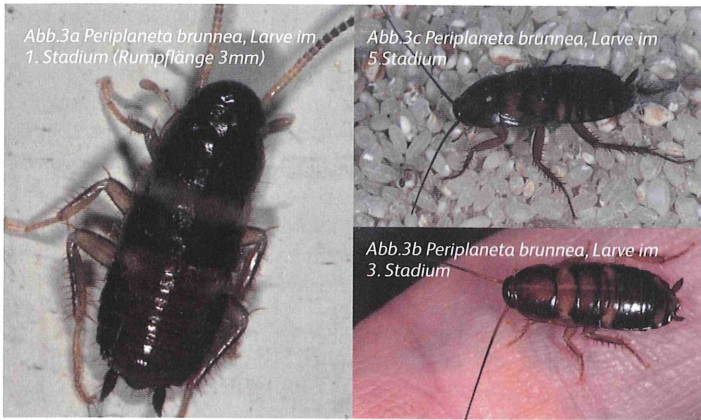 Abb.3a Periplaneta brunnea, Larve im
1. Stadium (Rumpflänge 3mm)
Abb.3c Periplaneta brunnea, Larve im
5.Stadium
Abb.3b Periplaneta brunnea, Larve im
3. Stadium